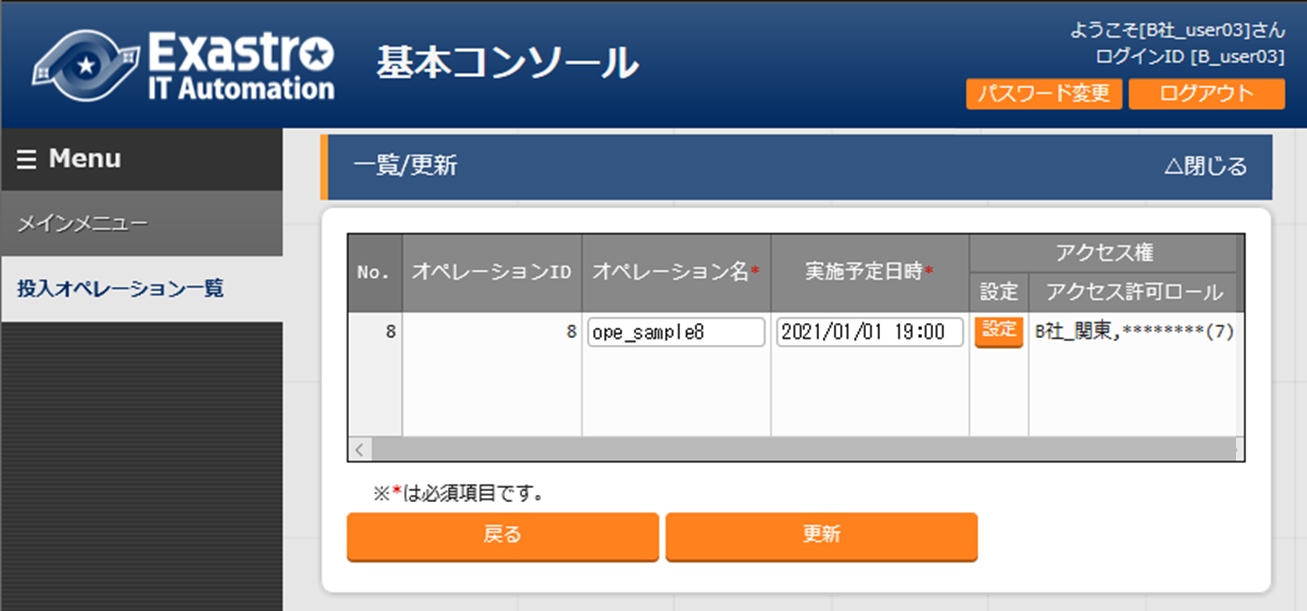 Exastro
IT Automation
基本コンソール
ようこそ[B社_user03]さん
ログインID [B_user03]
パスワード変更 ログアウト
☰ Menu
メインメニュー
投入オペレーション一覧
一覧/更新 △閉じる
No. オペレーションID オペレーション名* 実施予定日時* アクセス権
設定 アクセス許可ロール
8 8 ope_sample8 2021/01/01 19:00 設定 B社_関東,********(7)
※*は必須項目です。
戻る 更新